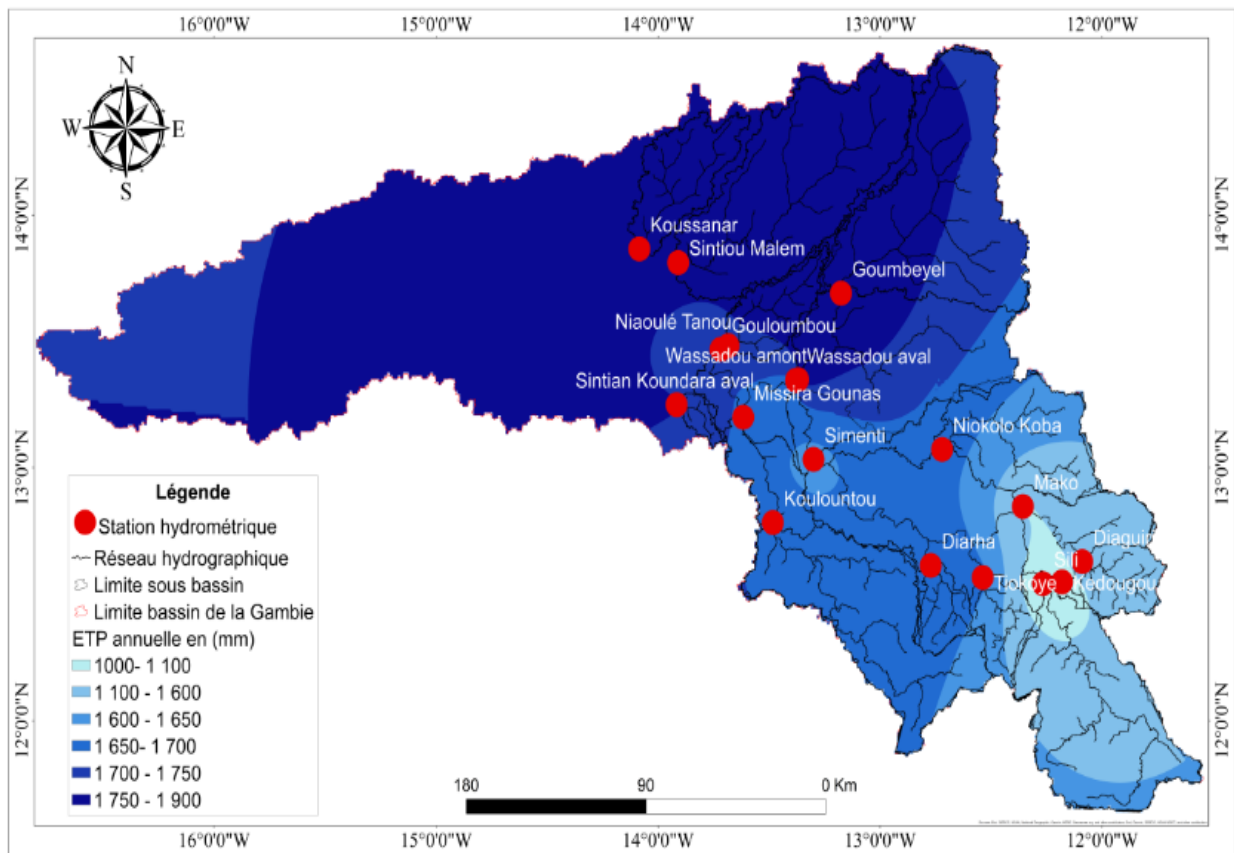 16°0'0"W 15°0'0"W 14°0'0"W 13°0'0"W 12°0'0"W
N
W E
S
14°0'0"N 14°0'0"N
Koussanar
Sintiou Malem
Goumbeyel
Niaoulé Tanou Gouloumbou
Wassadou amont Wassadou aval
Sintian Koundara aval
Missira Gounas
Simenti
Niokolo Koba
13°0'0"N 13°0'0"N
Mako
Koulountou
Diarha
Diaguiri
Sili
Tiokoye Kedougou
12°0'0"N 12°0'0"N
Légende
Station hydrométrique
Réseau hydrographique
Limite sous bassin
Limite bassin de la Gambie
ETP annuelle en (mm)
1000- 1 100
1 100 - 1 600
1 600 - 1 650
1 650- 1 700
1 700 - 1 750
1 750 - 1 900
180 90 0 Km
16°0'0"W 15°0'0"W 14°0'0"W 13°0'0"W 12°0'0"W